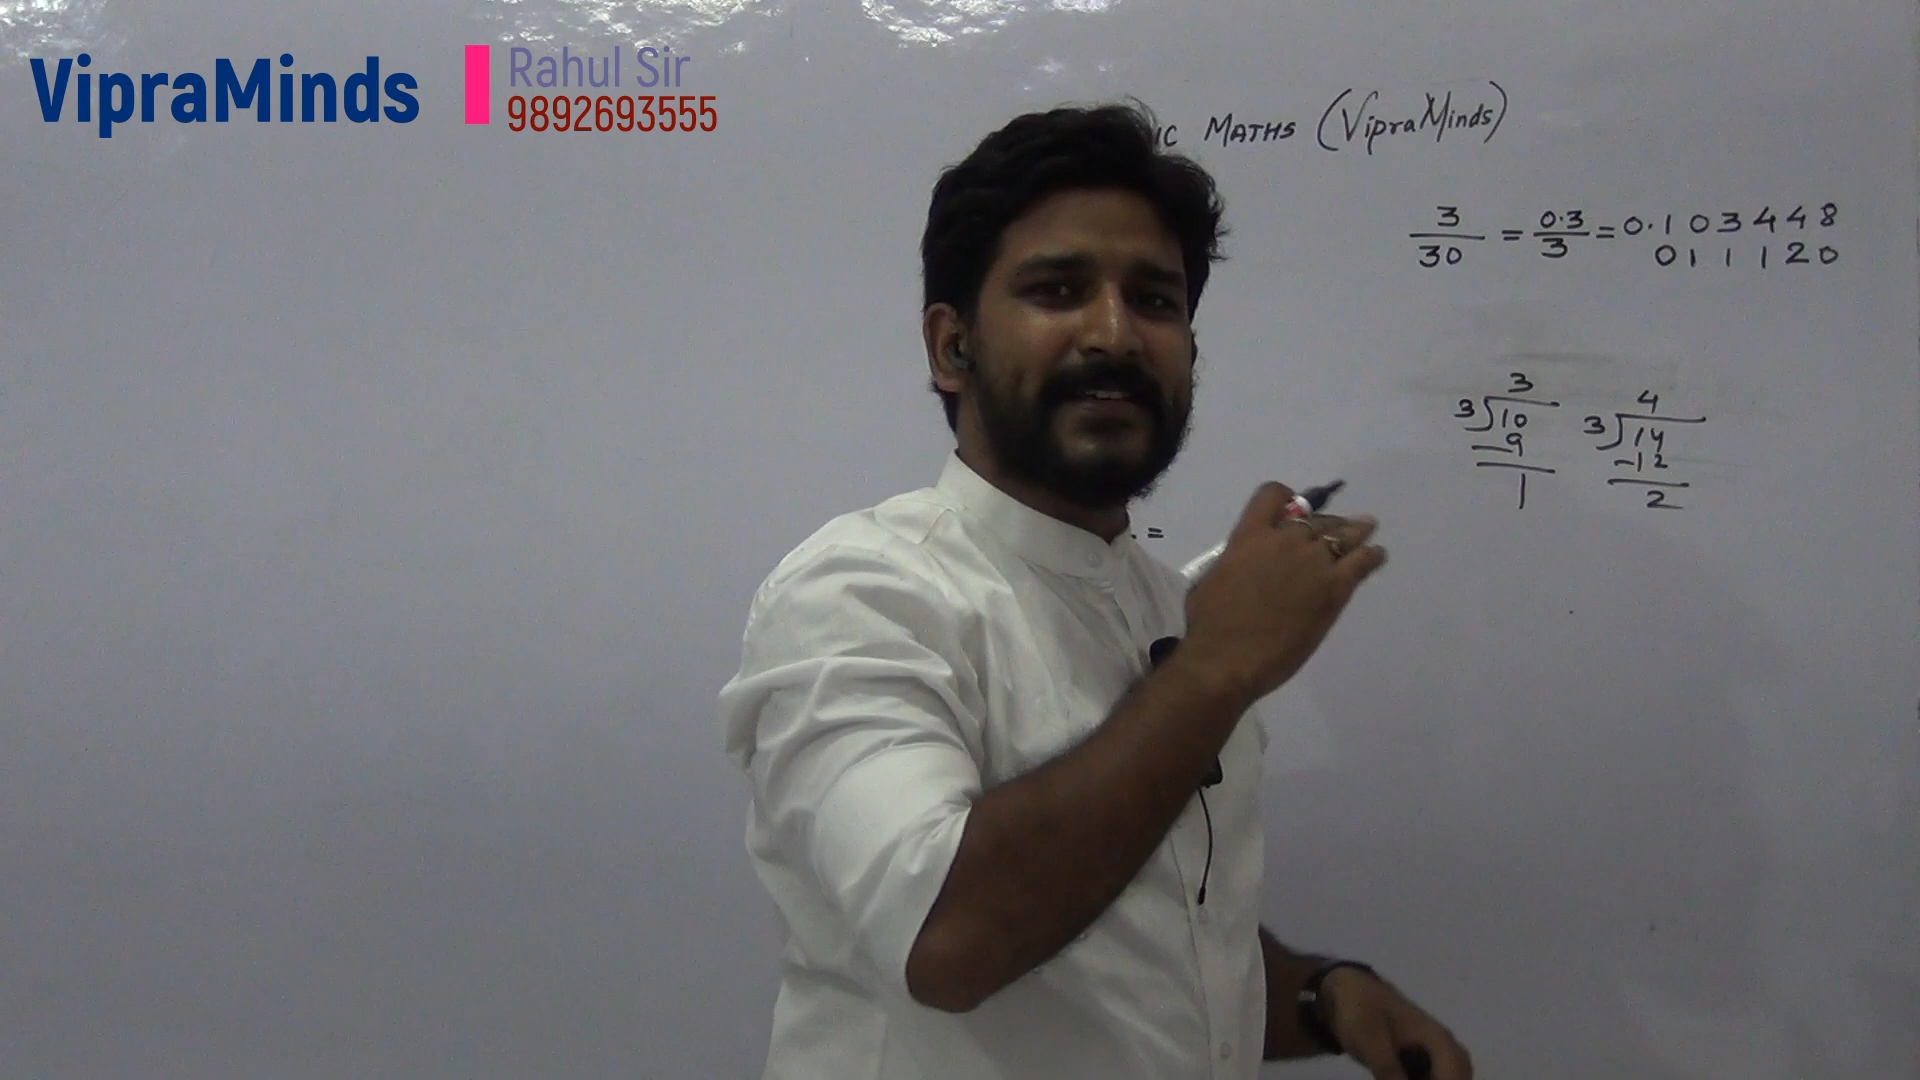 VipraMinds
Rahul Sir
9892693555
IC MATHS (VipraMinds)
3/30 = 0.3/3 = 0.103448
011120
3
3)10
-9
1
4
3)14
-12
2
. =